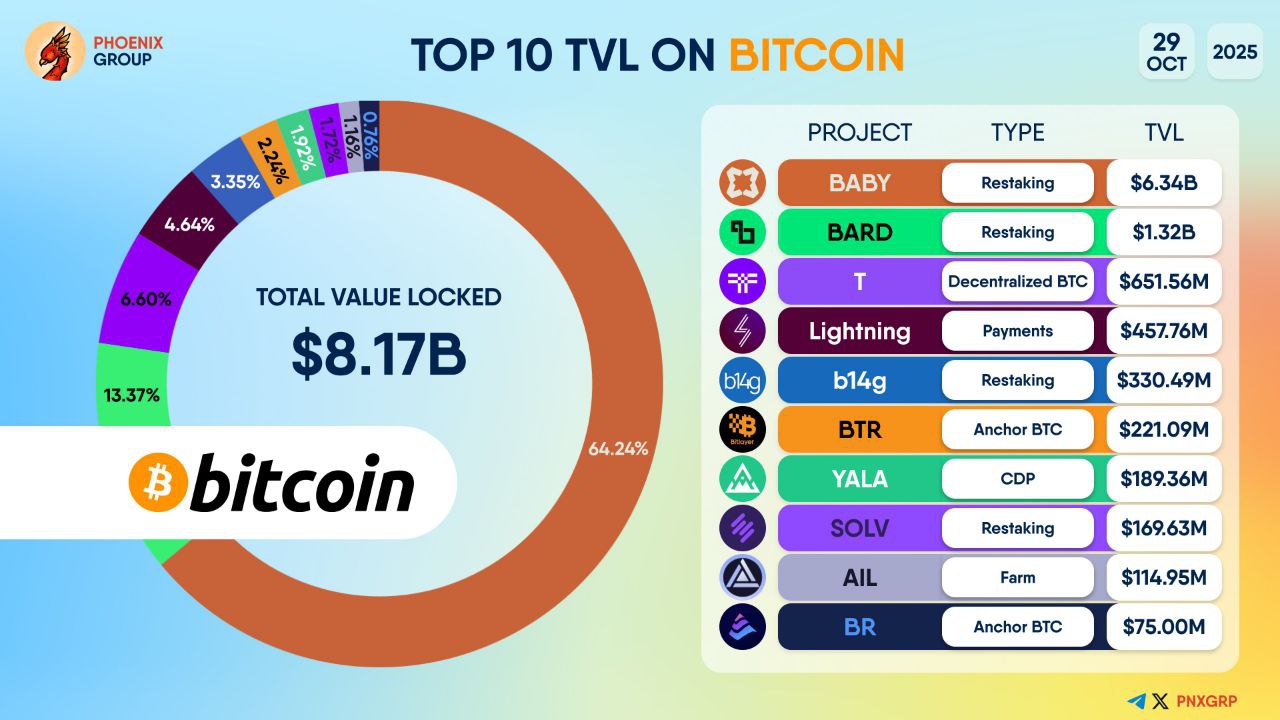 PHOENIX
GROUP
TOP 10 TVL ON BITCOIN
29
OCT
2025
0.76%
1.16%
1.72%
1.92%
2.24%
3.35%
4.64%
6.60%
13.37%
64.24%
TOTAL VALUE LOCKED
$8.17B
bitcoin
PROJECT TYPE TVL
BABY Restaking $6.34B
BARD Restaking $1.32B
T Decentralized BTC $651.56M
Lightning Payments $457.76M
b14g b14g Restaking $330.49M
Bitlayer BTR Anchor BTC $221.09M
YALA CDP $189.36M
SOLV Restaking $169.63M
AIL Farm $114.95M
BR Anchor BTC $75.00M
PNXGRP